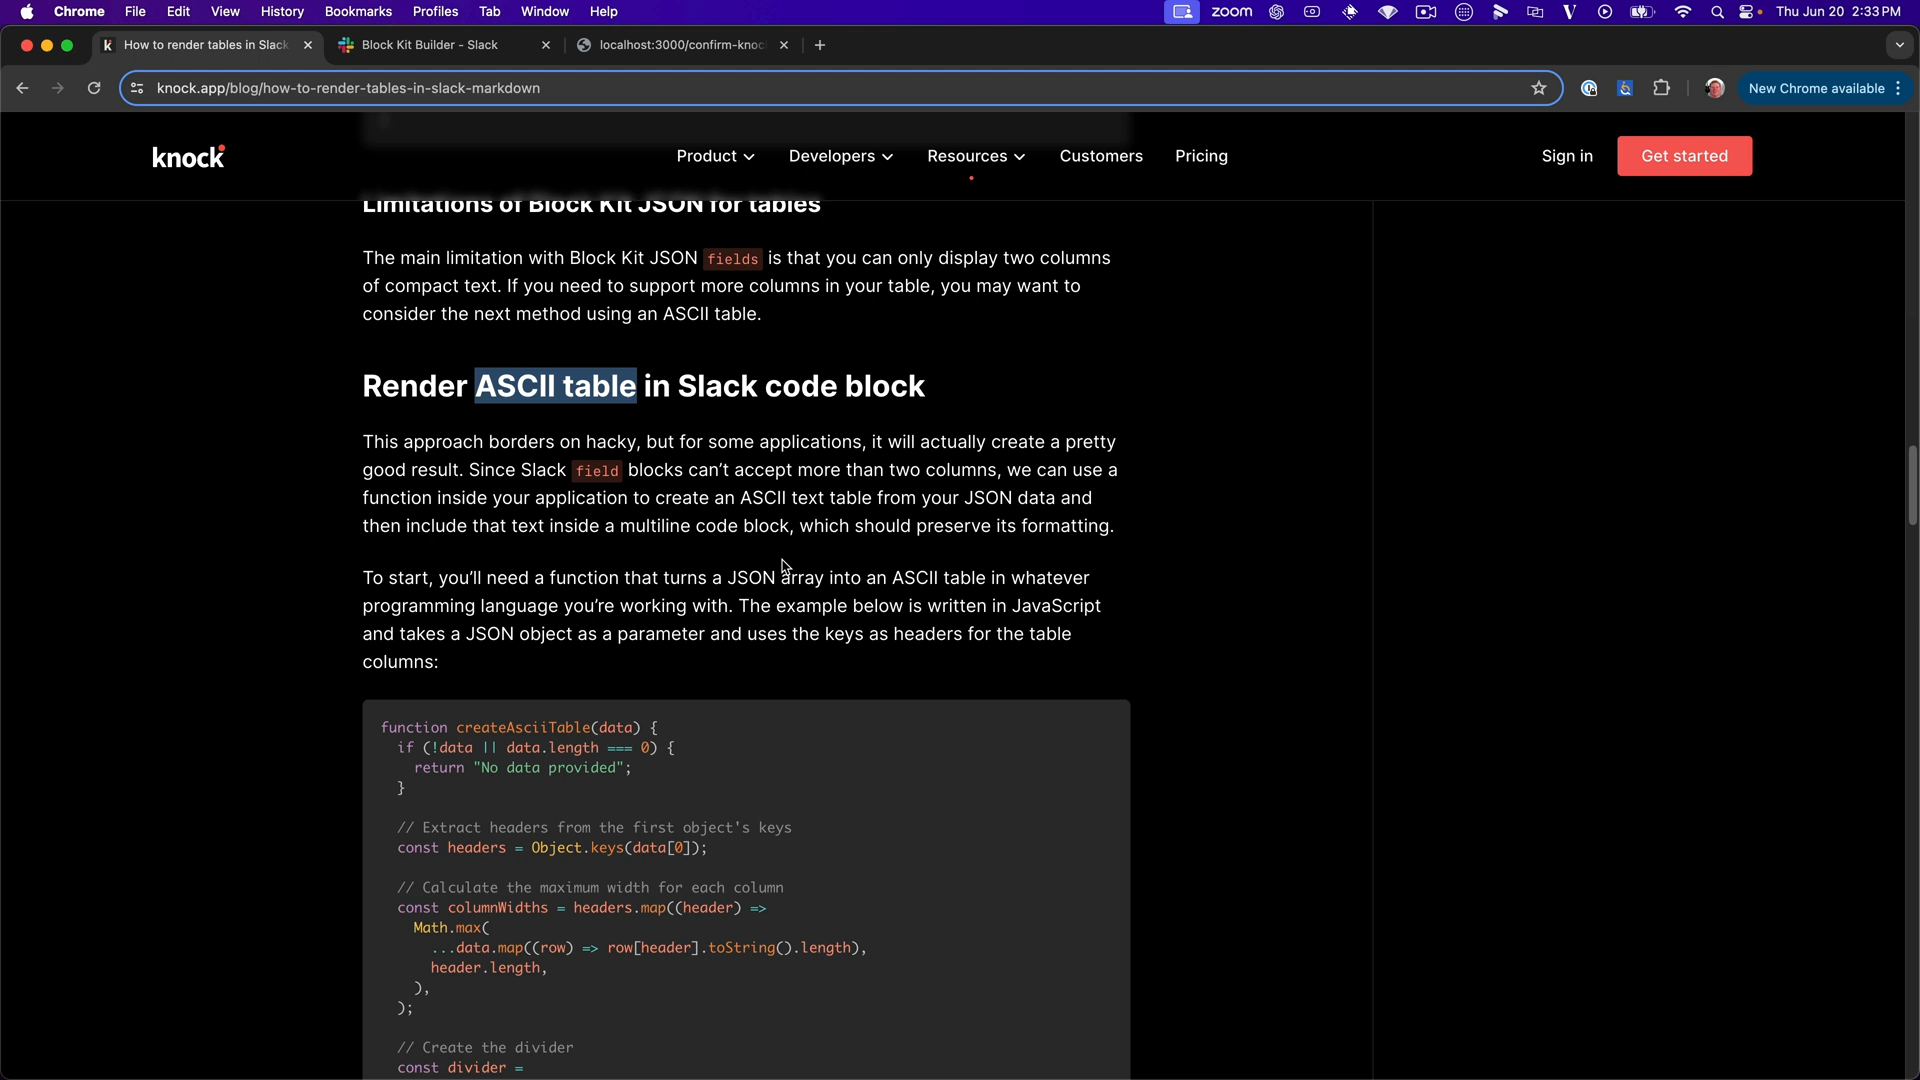 Chrome File Edit View History Bookmarks Profiles Tab Window Help zoom Thu Jun 20 2:33 PM
How to render tables in Slack Block Kit Builder - Slack localhost:3000/confirm-knoc
knock.app/blog/how-to-render-tables-in-slack-markdown New Chrome available
knock Product Developers Resources Customers Pricing Sign in Get started
Limitations of Block Kit JSON for tables
The main limitation with Block Kit JSON fields is that you can only display two columns
of compact text. If you need to support more columns in your table, you may want to
consider the next method using an ASCII table.
Render ASCII table in Slack code block
This approach borders on hacky, but for some applications, it will actually create a pretty
good result. Since Slack field blocks can’t accept more than two columns, we can use a
function inside your application to create an ASCII text table from your JSON data and
then include that text inside a multiline code block, which should preserve its formatting.
To start, you’ll need a function that turns a JSON array into an ASCII table in whatever
programming language you’re working with. The example below is written in JavaScript
and takes a JSON object as a parameter and uses the keys as headers for the table
columns:
function createAsciiTable(data) {
if (!data || data.length === 0) {
return "No data provided";
}
// Extract headers from the first object's keys
const headers = Object.keys(data[0]);
// Calculate the maximum width for each column
const columnWidths = headers.map((header) =>
Math.max(
...data.map((row) => row[header].toString().length),
header.length,
),
);
// Create the divider
const divider =